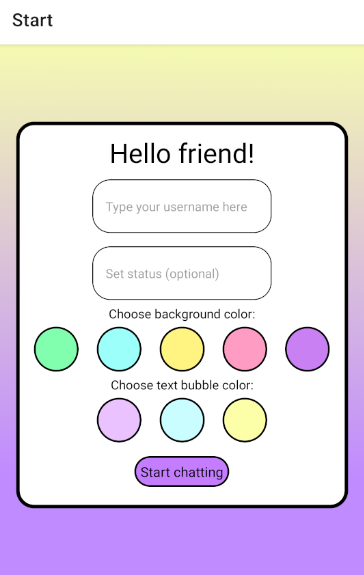 Start
Hello friend!
Type your username here
Set status (optional)
Choose background color:
Choose text bubble color:
Start chatting